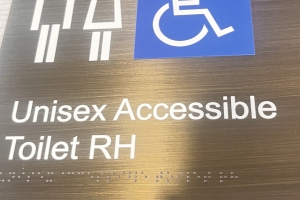 Unisex Accessible
Toilet RH